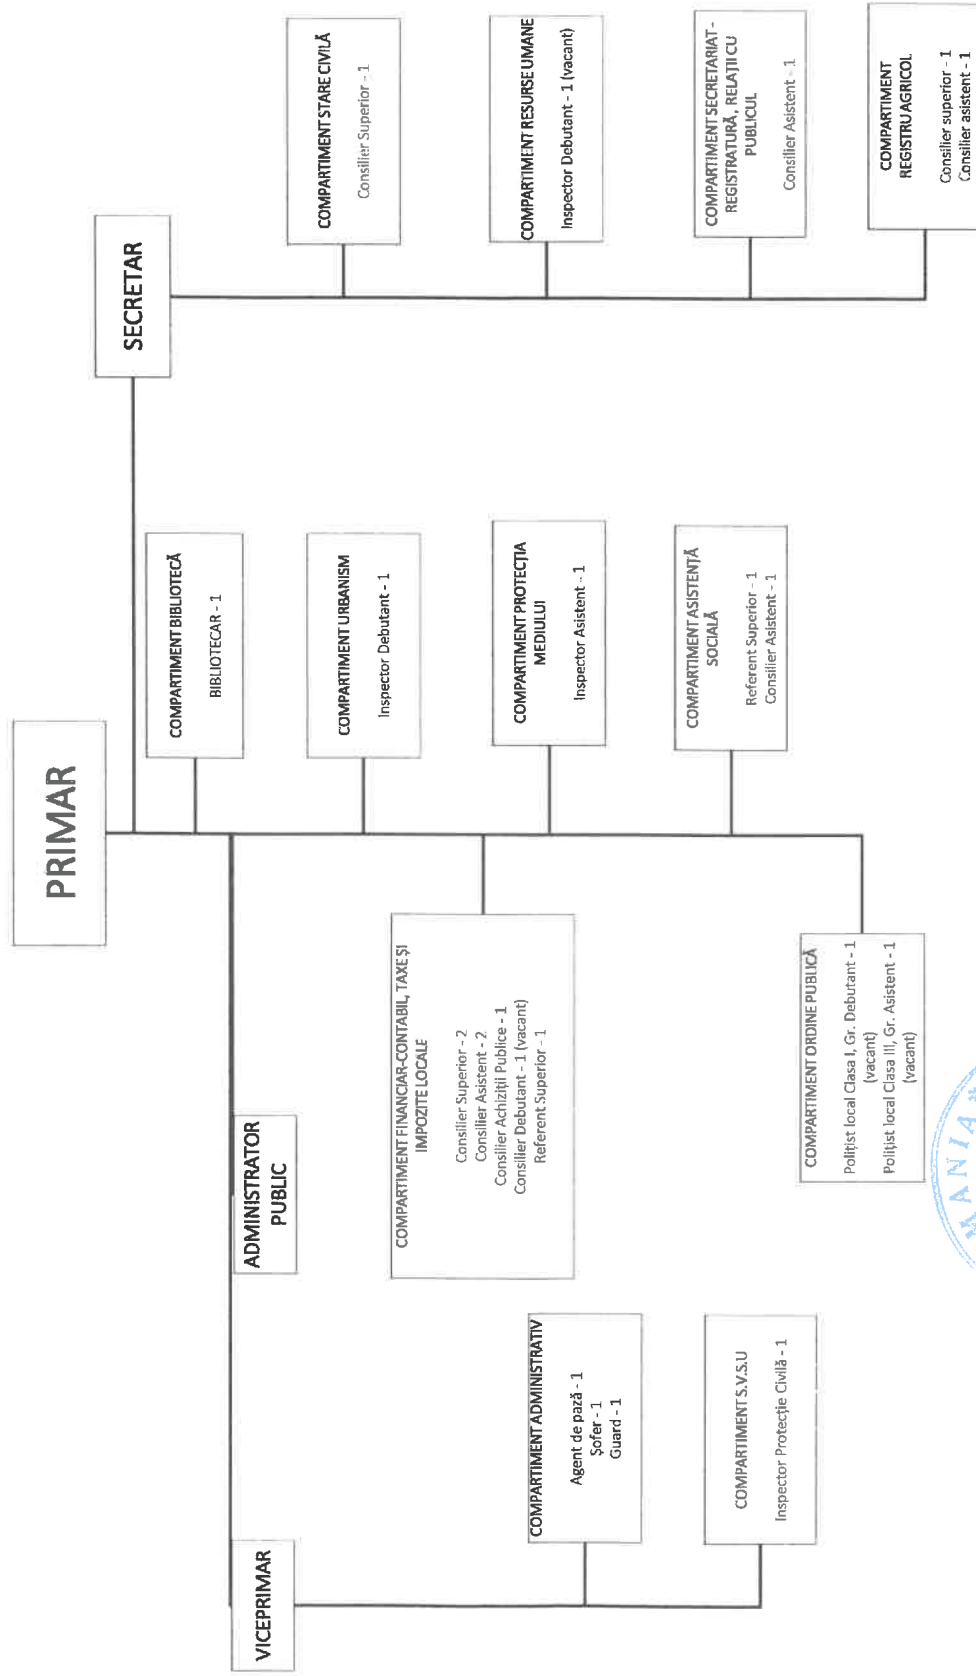 PRIMAR
SECRETAR
COMPARTIMENT STARE CIVILĂ
Consilier Superior - 1
COMPARTIMENT RESURSE UMANE
Inspector Debutant - 1 (vacant)
COMPARTIMENT SECRETARIAT -
REGISTRATURĂ, RELAȚII CU
PUBLICUL
Consilier Asistent - 1
COMPARTIMENT
REGISTRU AGRICOL
Consilier superior - 1
Consilier asistent - 1
COMPARTIMENT BIBLIOTECĂ
BIBLIOTECAR - 1
COMPARTIMENT URBANISM
Inspector Debutant - 1
COMPARTIMENT PROTECȚIA
MEDIULUI
Inspector Asistent - 1
COMPARTIMENT ASISTENȚĂ
SOCIALĂ
Referent Superior - 1
Consilier Asistent - 1
ADMINISTRATOR
PUBLIC
COMPARTIMENT FINANCIAR-CONTABIL, TAXE ȘI
IMPOZITE LOCALE
Consilier Superior - 2
Consilier Asistent - 2
Consilier Achiziții Publice - 1
Consilier Debutant - 1 (vacant)
Referent Superior - 1
COMPARTIMENT ORDINE PUBLICĂ
Polițist local Clasa I, Gr. Debutant - 1
(vacant)
Polițist local Clasa III, Gr. Asistent - 1
(vacant)
VICEPRIMAR
COMPARTIMENT ADMINISTRATIV
Agent de pază - 1
Șofer - 1
Guard - 1
COMPARTIMENT S.V.S.U
Inspector Protecție Civilă - 1
MANIA *